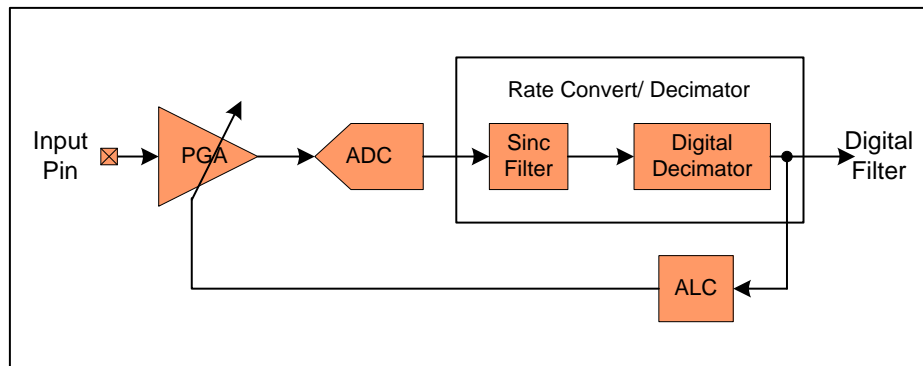 Rate Convert/ Decimator
Input
Pin
PGA
ADC
Sinc
Filter
Digital
Decimator
Digital
Filter
ALC